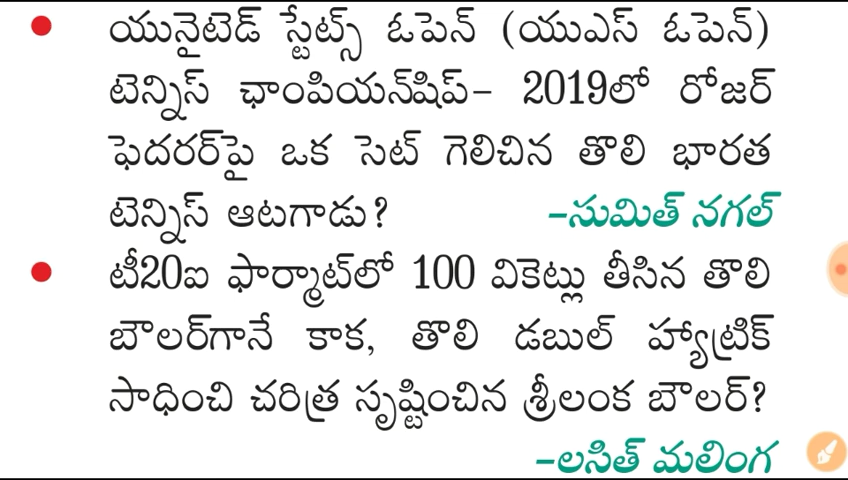 • యునైటెడ్ స్టేట్స్ ఓపెన్ (యుఎస్ ఓపెన్)
టెన్నిస్ ఛాంపియన్‌షిప్– 2019లో రోజర్
ఫెదరర్‌పై ఒక సెట్ గెలిచిన తొలి భారత
టెన్నిస్ ఆటగాడు? –సుమిత్ నగల్
• టీ20ఐ ఫార్మాట్‌లో 100 వికెట్లు తీసిన తొలి
బౌలర్‌గానే కాక, తొలి డబుల్ హ్యాట్రిక్
సాధించి చరిత్ర సృష్టించిన శ్రీలంక బౌలర్?
–లసిత్ మలింగ